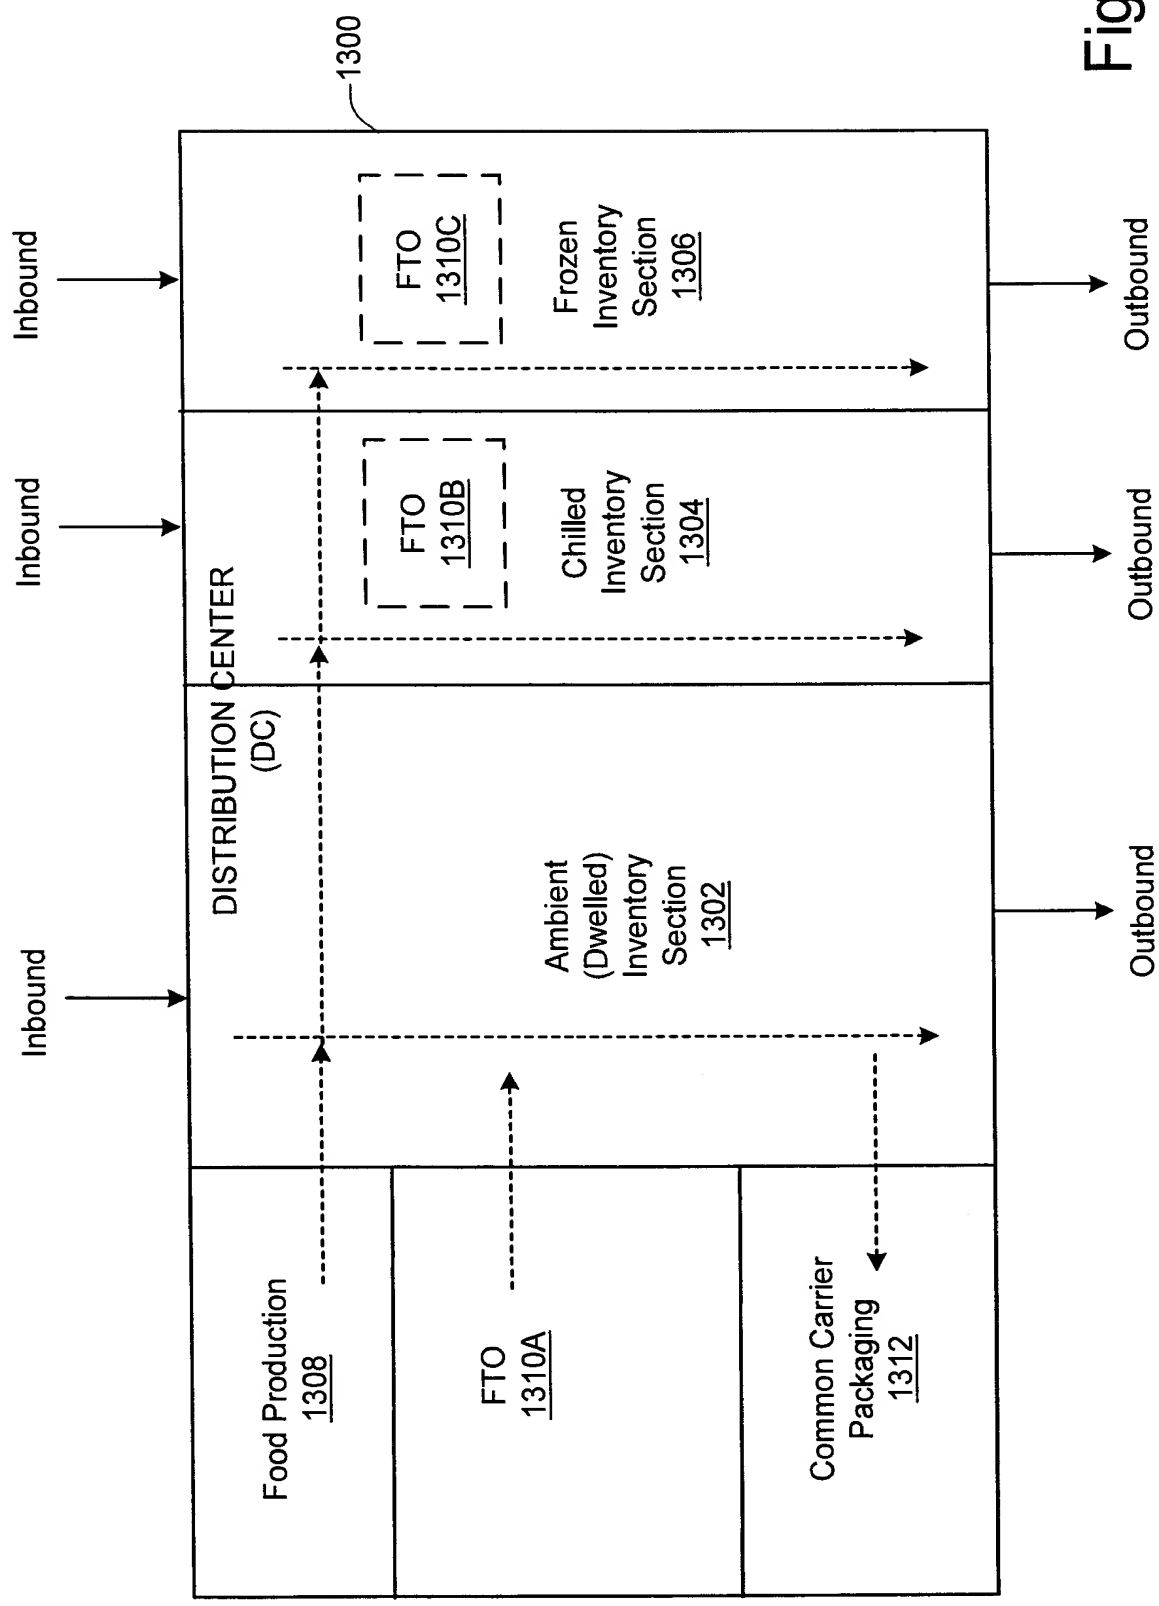 Inbound
Inbound
Inbound
1300
DISTRIBUTION CENTER
(DC)
Food Production
1308
FTO
1310A
Common Carrier
Packaging
1312
Ambient
(Dwelled)
Inventory
Section
1302
FTO
1310B
Chilled
Inventory
Section
1304
FTO
1310C
Frozen
Inventory
Section
1306
Outbound
Outbound
Outbound
Fig